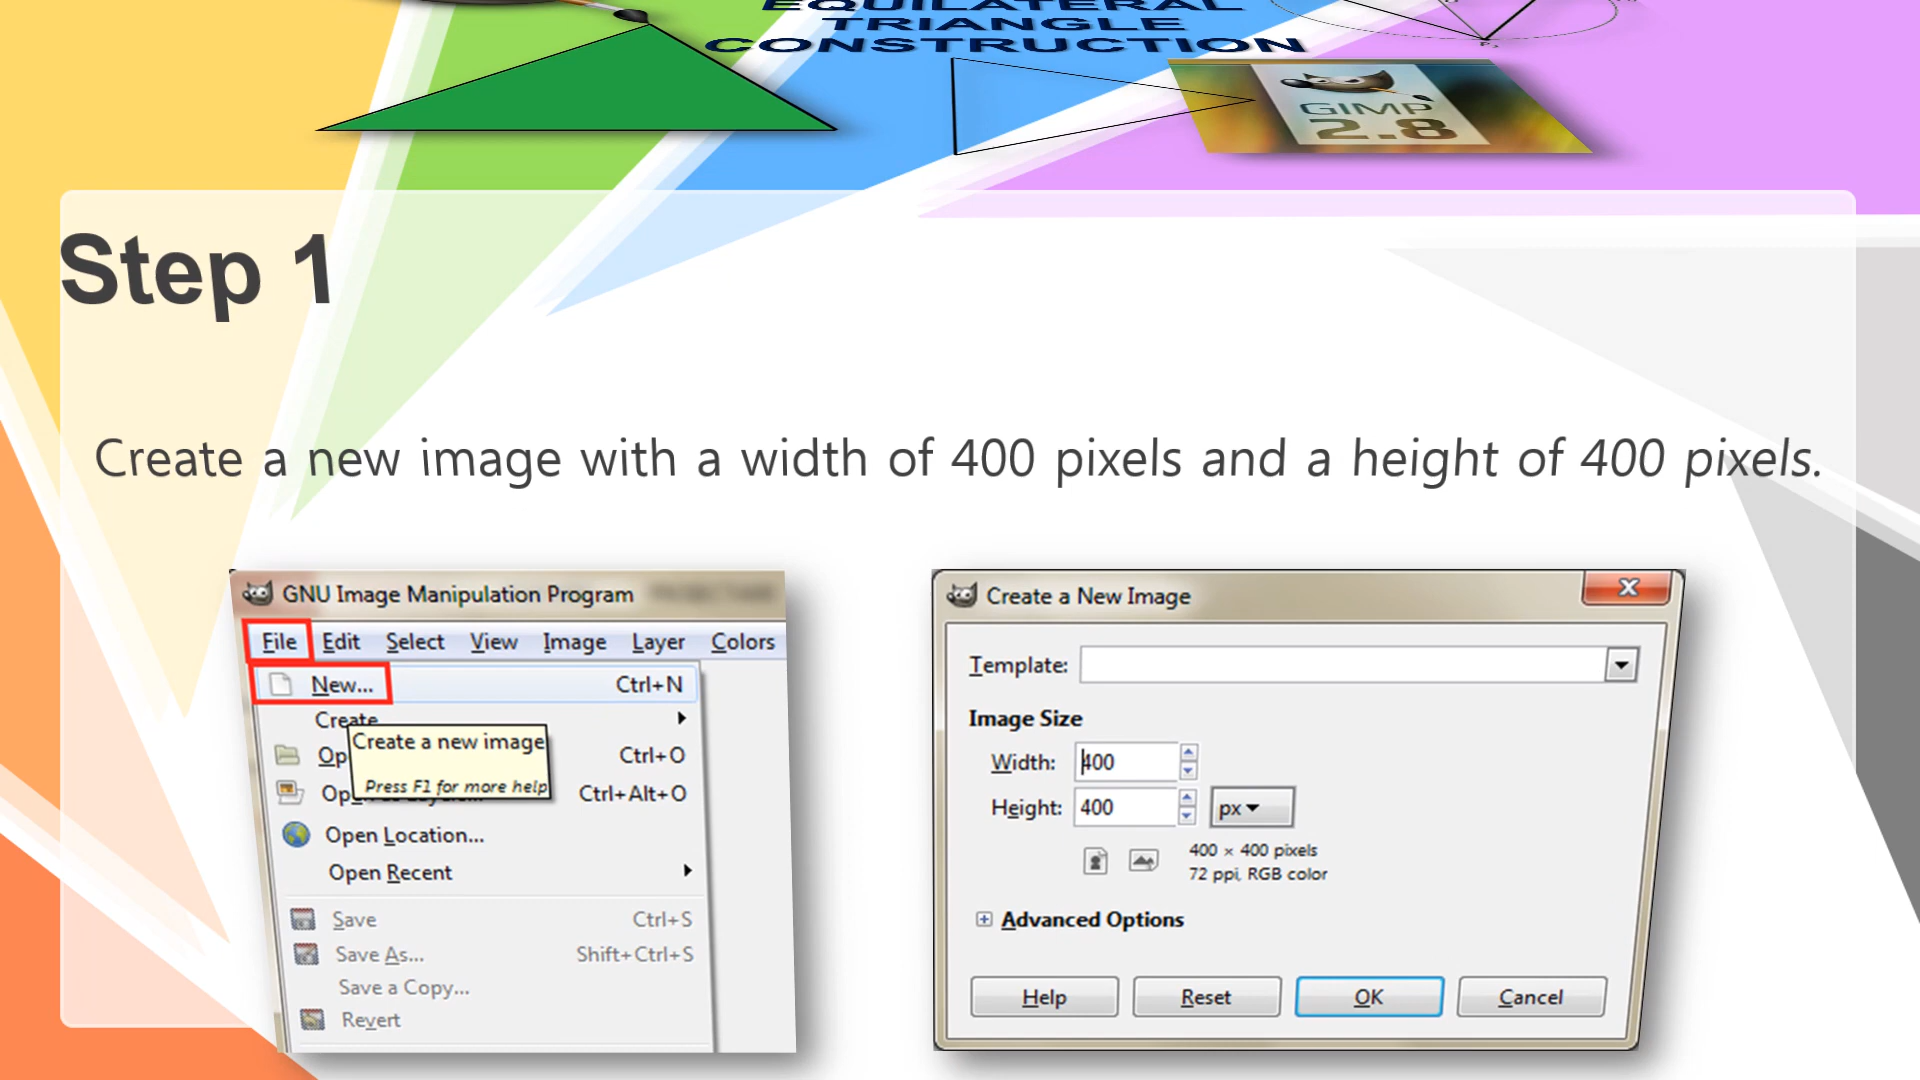 EQUILATERAL
TRIANGLE
CONSTRUCTION
P2
GIMP
2.8
Step 1
Create a new image with a width of 400 pixels and a height of 400 pixels.
GNU Image Manipulation Program
File Edit Select View Image Layer Colors
New... Ctrl+N
Create
Create a new image
Op Ctrl+O
Press F1 for more help
Ctrl+Alt+O
Open Location...
Open Recent
Save Ctrl+S
Save As... Shift+Ctrl+S
Save a Copy...
Revert
Create a New Image
Template:
Image Size
Width: 400
Height: 400 px
400 × 400 pixels
72 ppi, RGB color
Advanced Options
Help Reset OK Cancel